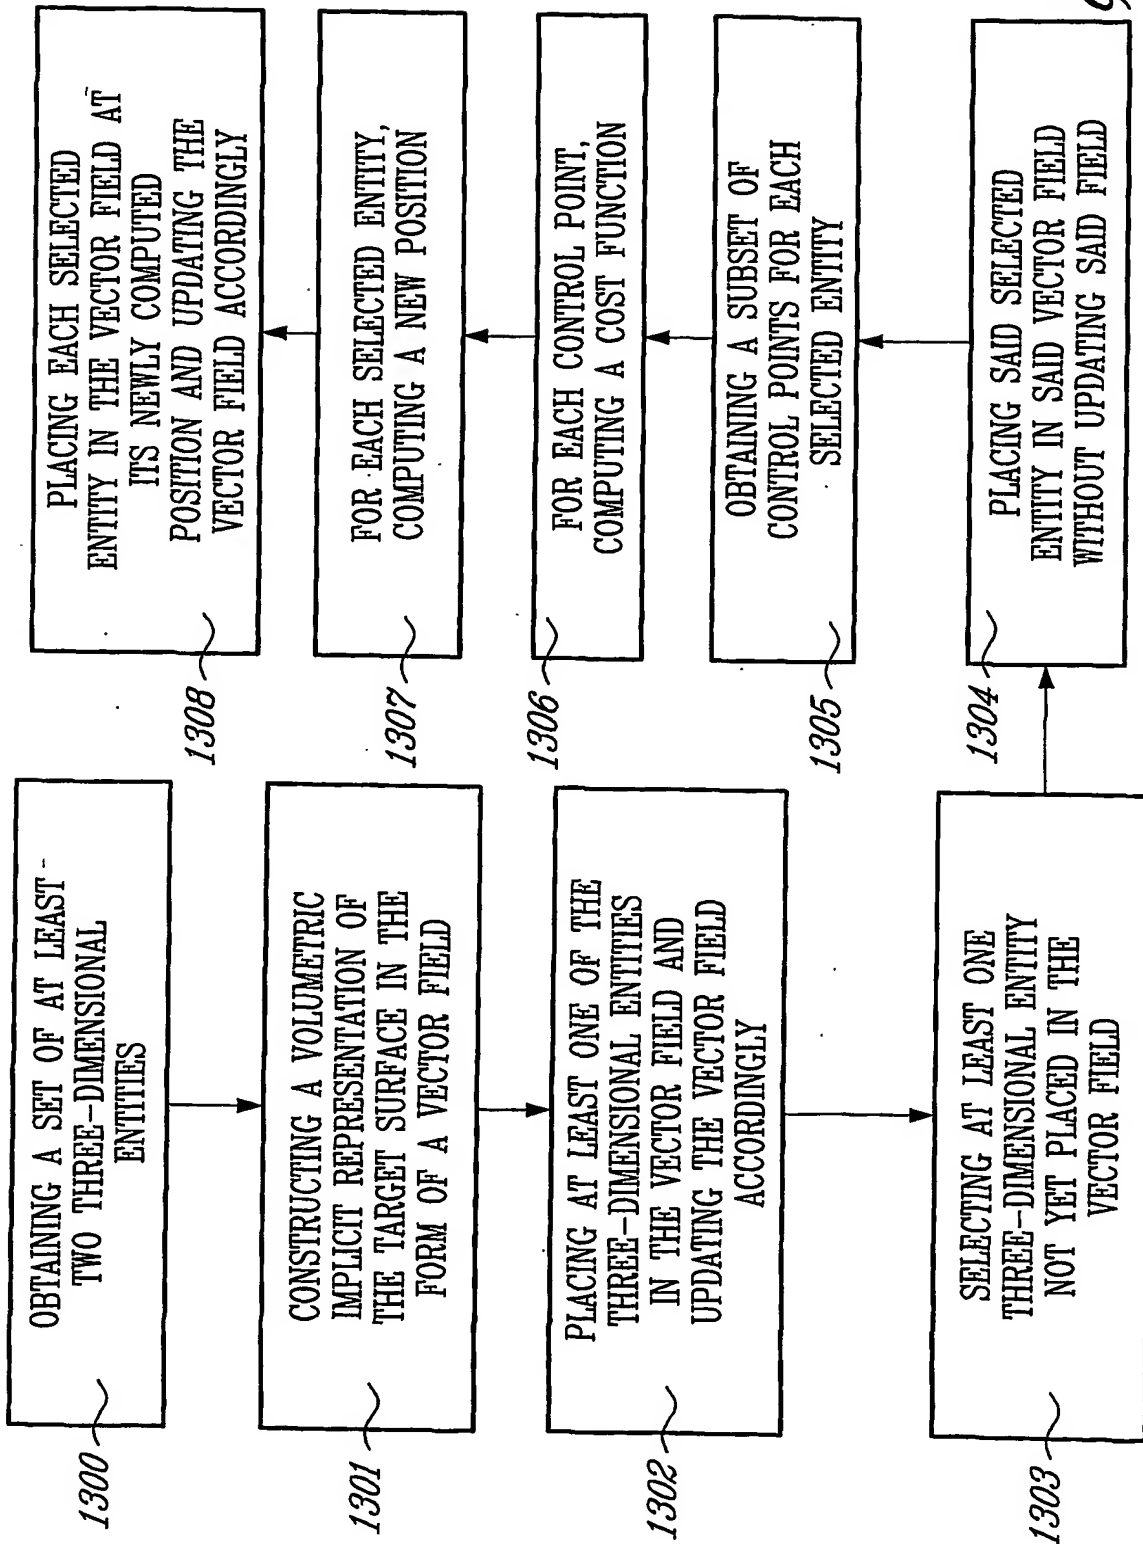 OBTAINING A SET OF AT LEAST
TWO THREE-DIMENSIONAL
ENTITIES
1300
CONSTRUCTING A VOLUMETRIC
IMPLICIT REPRESENTATION OF
THE TARGET SURFACE IN THE
FORM OF A VECTOR FIELD
1301
PLACING AT LEAST ONE OF THE
THREE-DIMENSIONAL ENTITIES
IN THE VECTOR FIELD AND
UPDATING THE VECTOR FIELD
ACCORDINGLY
1302
SELECTING AT LEAST ONE
THREE-DIMENSIONAL ENTITY
NOT YET PLACED IN THE
VECTOR FIELD
1303
PLACING SAID SELECTED
ENTITY IN SAID VECTOR FIELD
WITHOUT UPDATING SAID FIELD
1304
OBTAINING A SUBSET OF
CONTROL POINTS FOR EACH
SELECTED ENTITY
1305
FOR EACH CONTROL POINT,
COMPUTING A COST FUNCTION
1306
FOR EACH SELECTED ENTITY,
COMPUTING A NEW POSITION
1307
PLACING EACH SELECTED
ENTITY IN THE VECTOR FIELD AT
ITS NEWLY COMPUTED
POSITION AND UPDATING THE
VECTOR FIELD ACCORDINGLY
1308